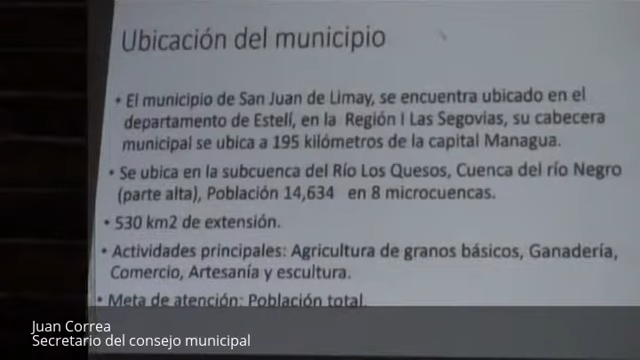 Ubicación del municipio
• El municipio de San Juan de Limay, se encuentra ubicado en el
departamento de Estelí, en la Región I Las Segovias, su cabecera
municipal se ubica a 195 kilómetros de la capital Managua.
• Se ubica en la subcuenca del Río Los Quesos, Cuenca del río Negro
(parte alta), Población 14,634 en 8 microcuencas.
• 530 km2 de extensión.
• Actividades principales: Agricultura de granos básicos, Ganadería,
Comercio, Artesanía y escultura.
• Meta de atención: Población total.
Juan Correa
Secretario del consejo municipal